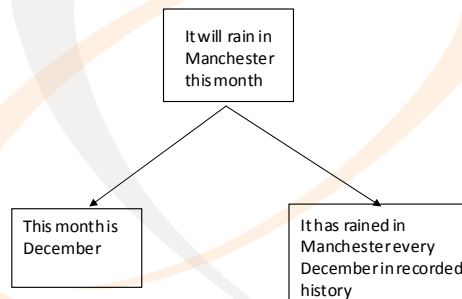 It will rain in
Manchester
this month
This month is
December
It has rained in
Manchester every
December in recorded
history